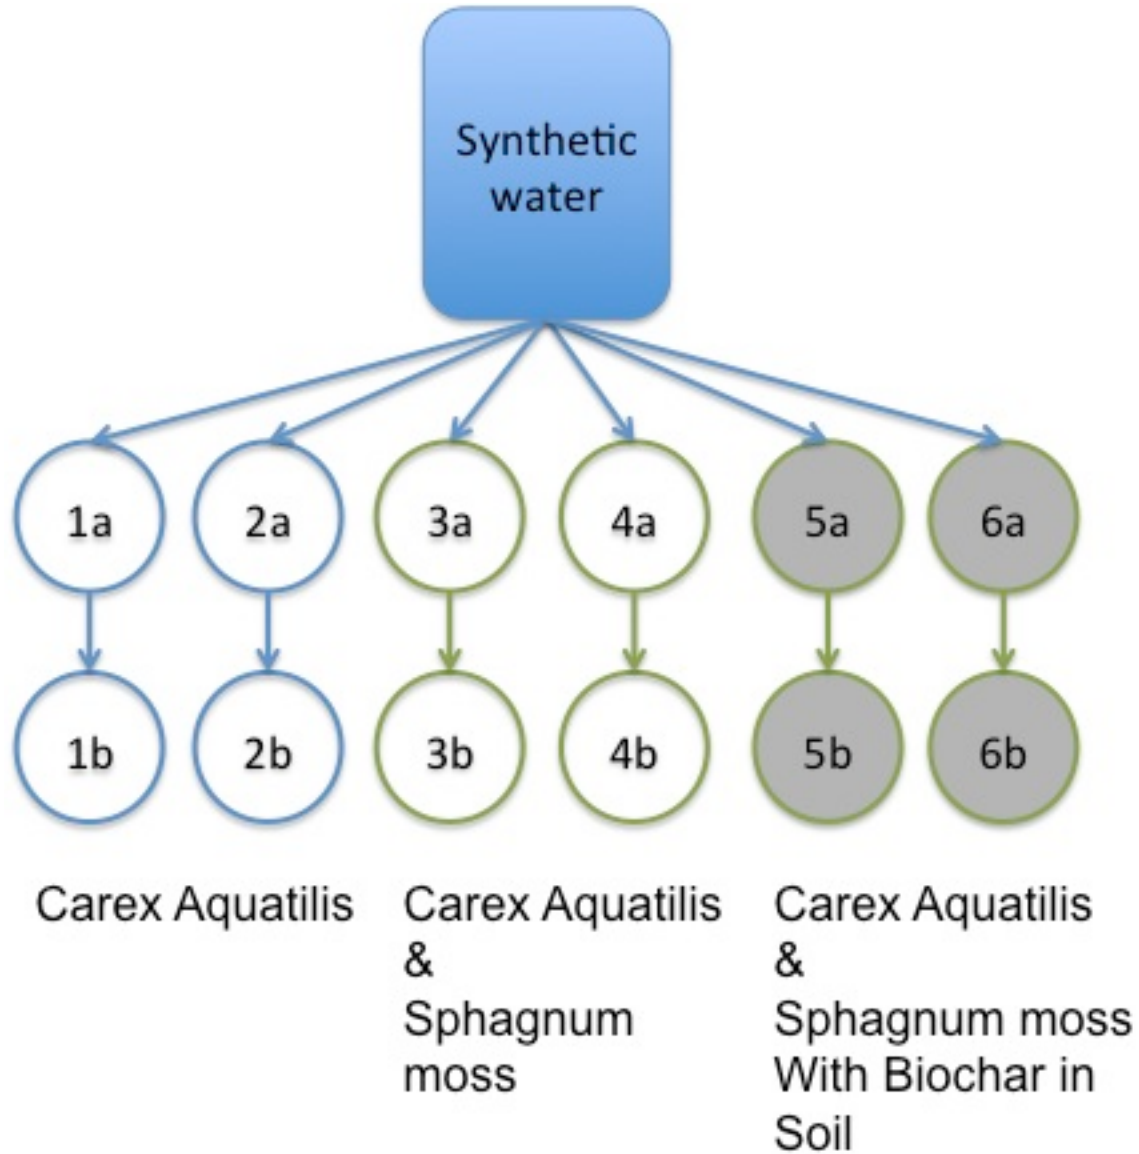 Synthetic
water
1a
2a
3a
4a
5a
6a
1b
2b
3b
4b
5b
6b
Carex Aquatilis
Carex Aquatilis
&
Sphagnum
moss
Carex Aquatilis
&
Sphagnum moss
With Biochar in
Soil